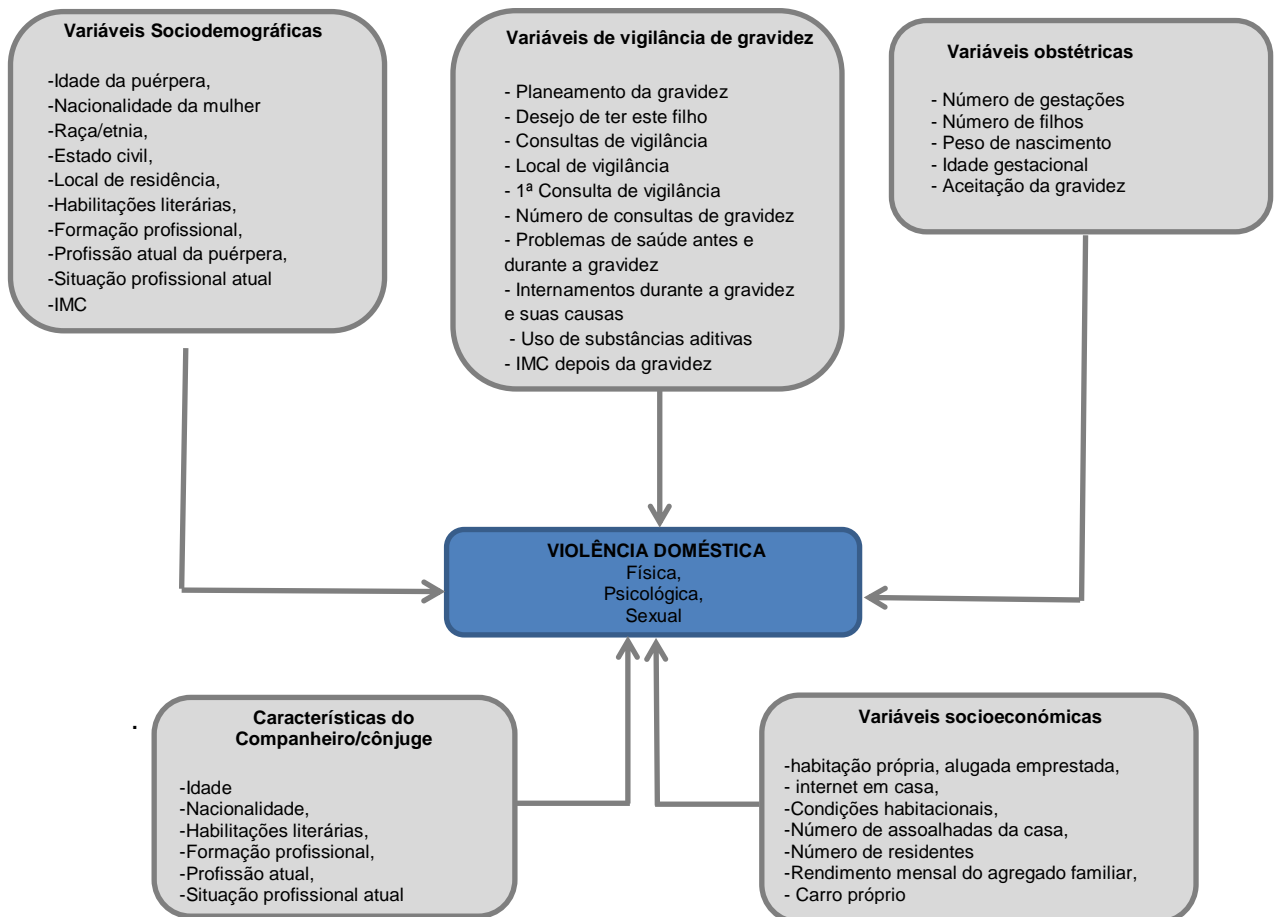 Variáveis Sociodemográficas
-Idade da puérpera,
-Nacionalidade da mulher
-Raça/etnia,
-Estado civil,
-Local de residência,
-Habilitações literárias,
-Formação profissional,
-Profissão atual da puérpera,
-Situação profissional atual
-IMC
Variáveis de vigilância de gravidez
- Planeamento da gravidez
- Desejo de ter este filho
- Consultas de vigilância
- Local de vigilância
- 1ª Consulta de vigilância
- Número de consultas de gravidez
- Problemas de saúde antes e
durante a gravidez
- Internamentos durante a gravidez
e suas causas
- Uso de substâncias aditivas
- IMC depois da gravidez
Variáveis obstétricas
- Número de gestações
- Número de filhos
- Peso de nascimento
- Idade gestacional
- Aceitação da gravidez
VIOLÊNCIA DOMÉSTICA
Física,
Psicológica,
Sexual
.
Características do
Companheiro/cônjuge
-Idade
-Nacionalidade,
-Habilitações literárias,
-Formação profissional,
-Profissão atual,
-Situação profissional atual
Variáveis socioeconómicas
-habitação própria, alugada emprestada,
- internet em casa,
-Condições habitacionais,
-Número de assoalhadas da casa,
-Número de residentes
-Rendimento mensal do agregado familiar,
- Carro próprio